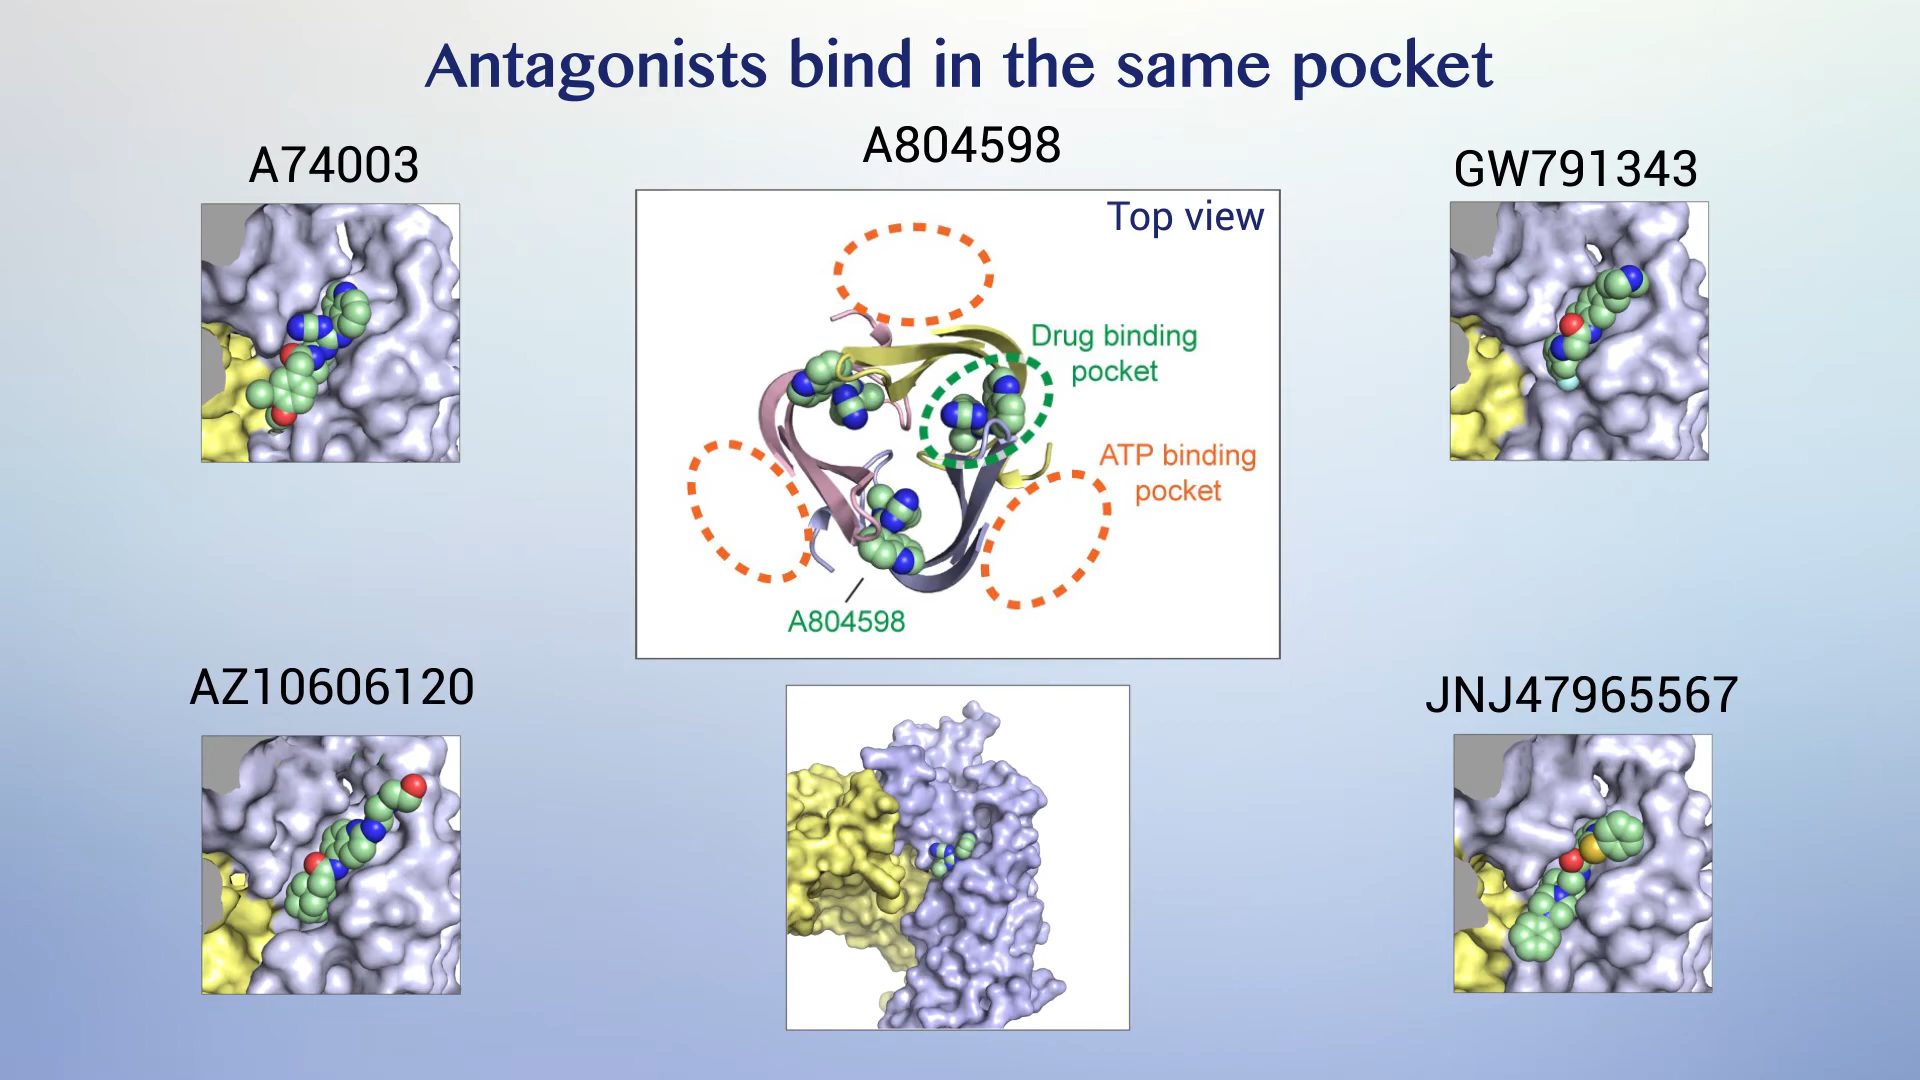 Antagonists bind in the same pocket
A74003
A804598
GW791343
Top view
Drug binding
pocket
ATP binding
pocket
A804598
AZ10606120
JNJ47965567